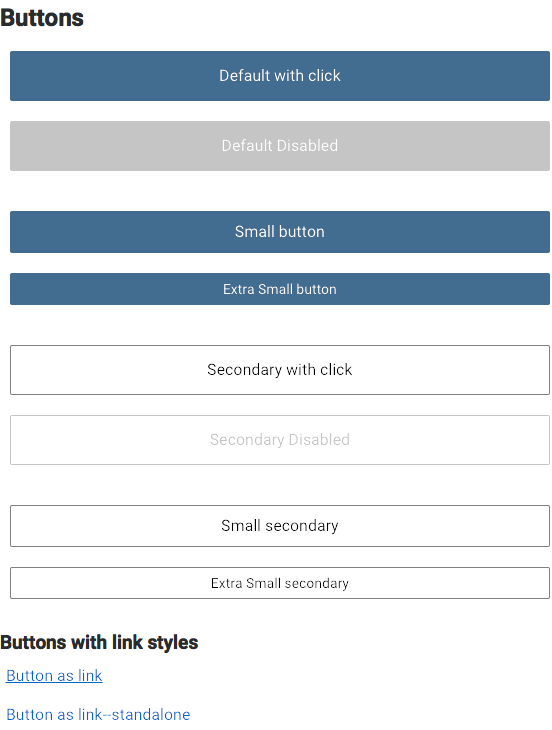 Buttons
Default with click
Default Disabled
Small button
Extra Small button
Secondary with click
Secondary Disabled
Small secondary
Extra Small secondary
Buttons with link styles
Button as link
Button as link--standalone